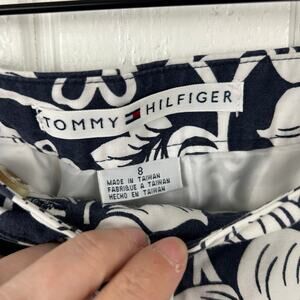 TOMMY HILFIGER
8
MADE IN TAIWAN
FABRIQUÉ A TAIWAN
HECHO EN TAIWAN